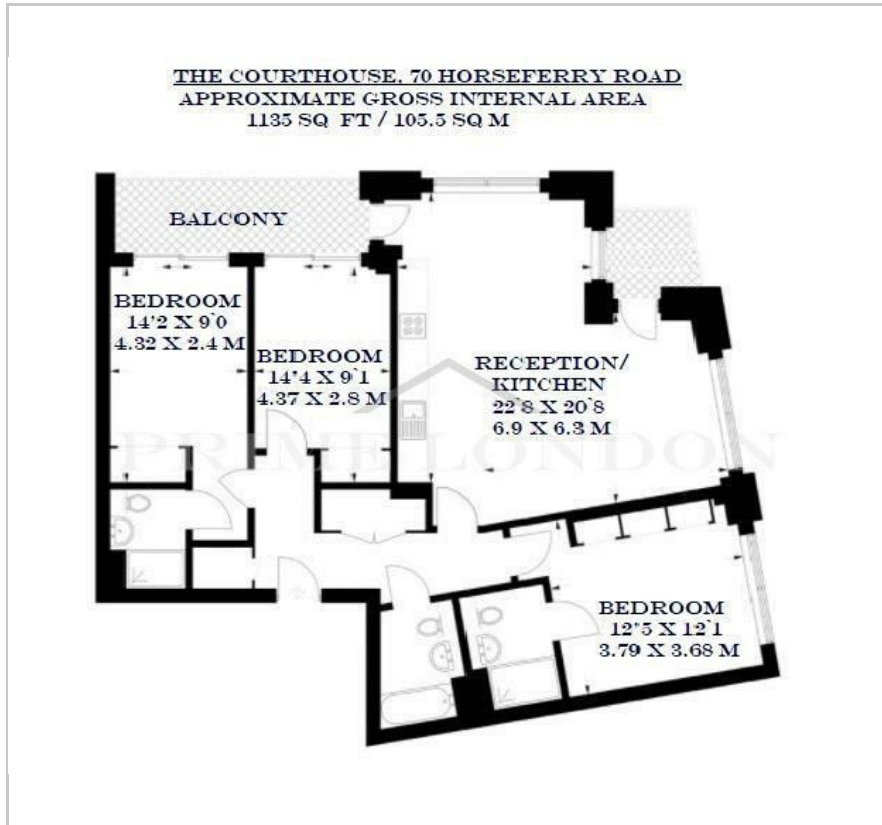 THE COURTHOUSE, 70 HORSEFERRY ROAD
APPROXIMATE GROSS INTERNAL AREA
1135 SQ FT / 105.5 SQ M
BALCONY
BEDROOM
14'2 X 9`0
4.32 X 2.4 M
BEDROOM
14'4 X 9`1
4.37 X 2.8 M
RECEPTION/
KITCHEN
22`8 X 20`8
6.9 X 6.3 M
PRIME LONDON
BEDROOM
12'5 X 12`1
3.79 X 3.68 M